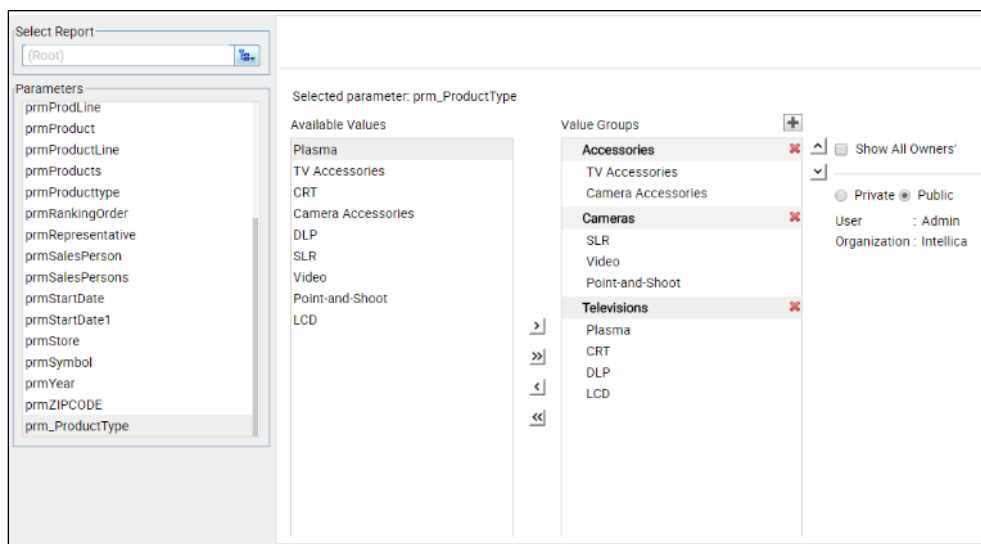 Select Report
(Root)
Parameters
prmProdLine
prmProduct
prmProductLine
prmProducts
prmProducttype
prmRankingOrder
prmRepresentative
prmSalesPerson
prmSalesPersons
prmStartDate
prmStartDate1
prmStore
prmSymbol
prmYear
prmZIPCODE
prm_ProductType
Selected parameter: prm_ProductType
Available Values
Plasma
TV Accessories
CRT
Camera Accessories
DLP
SLR
Video
Point-and-Shoot
LCD
>
>>
<
<<
Value Groups
Accessories
TV Accessories
Camera Accessories
Cameras
SLR
Video
Point-and-Shoot
Televisions
Plasma
CRT
DLP
LCD
Show All Owners'
Private Public
User : Admin
Organization : Intellica